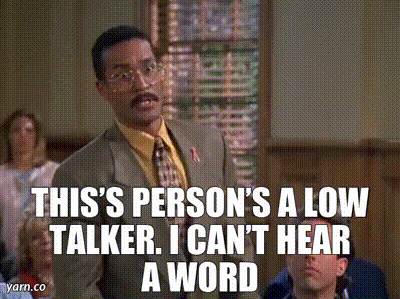 THIS'S PERSON'S A LOW
TALKER. I CAN'T HEAR
A WORD
yarn.co